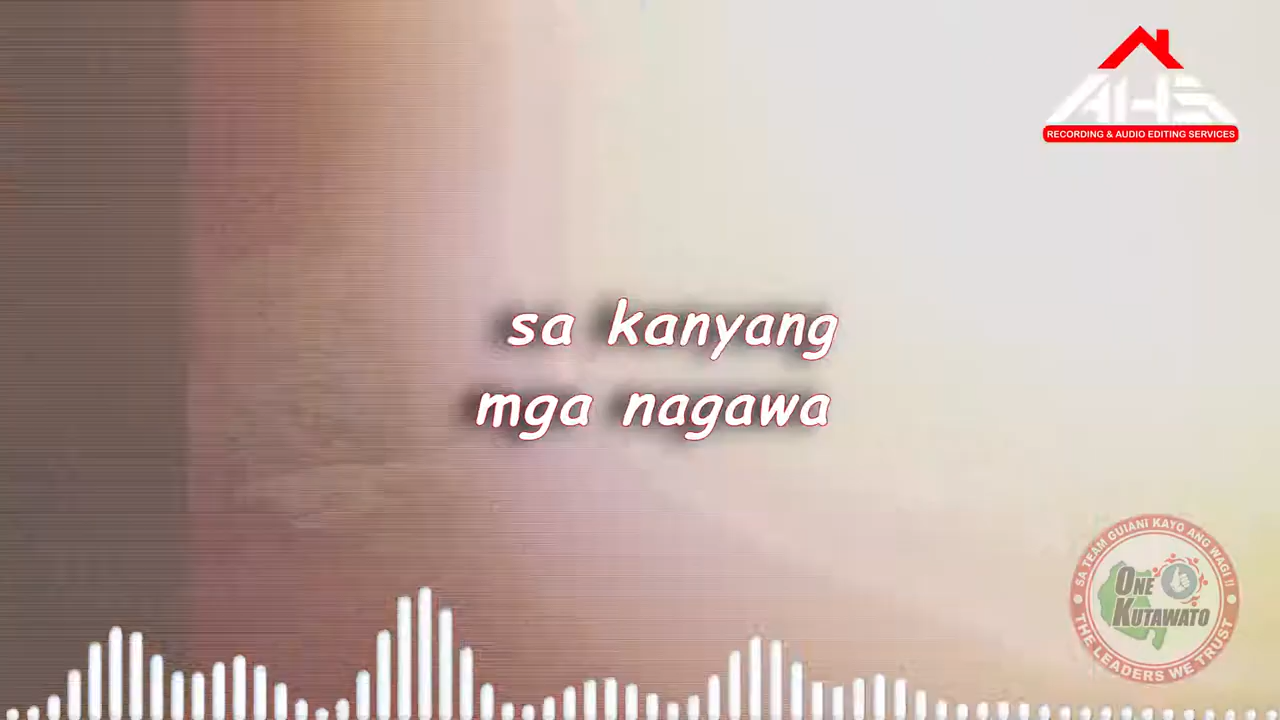 AHS
RECORDING & AUDIO EDITING SERVICES
sa kanyang
mga nagawa
SA TEAM GUIANI KAYO ANG WAGI !!
ONE
KUTAWATO
THE LEADERS WE TRUST